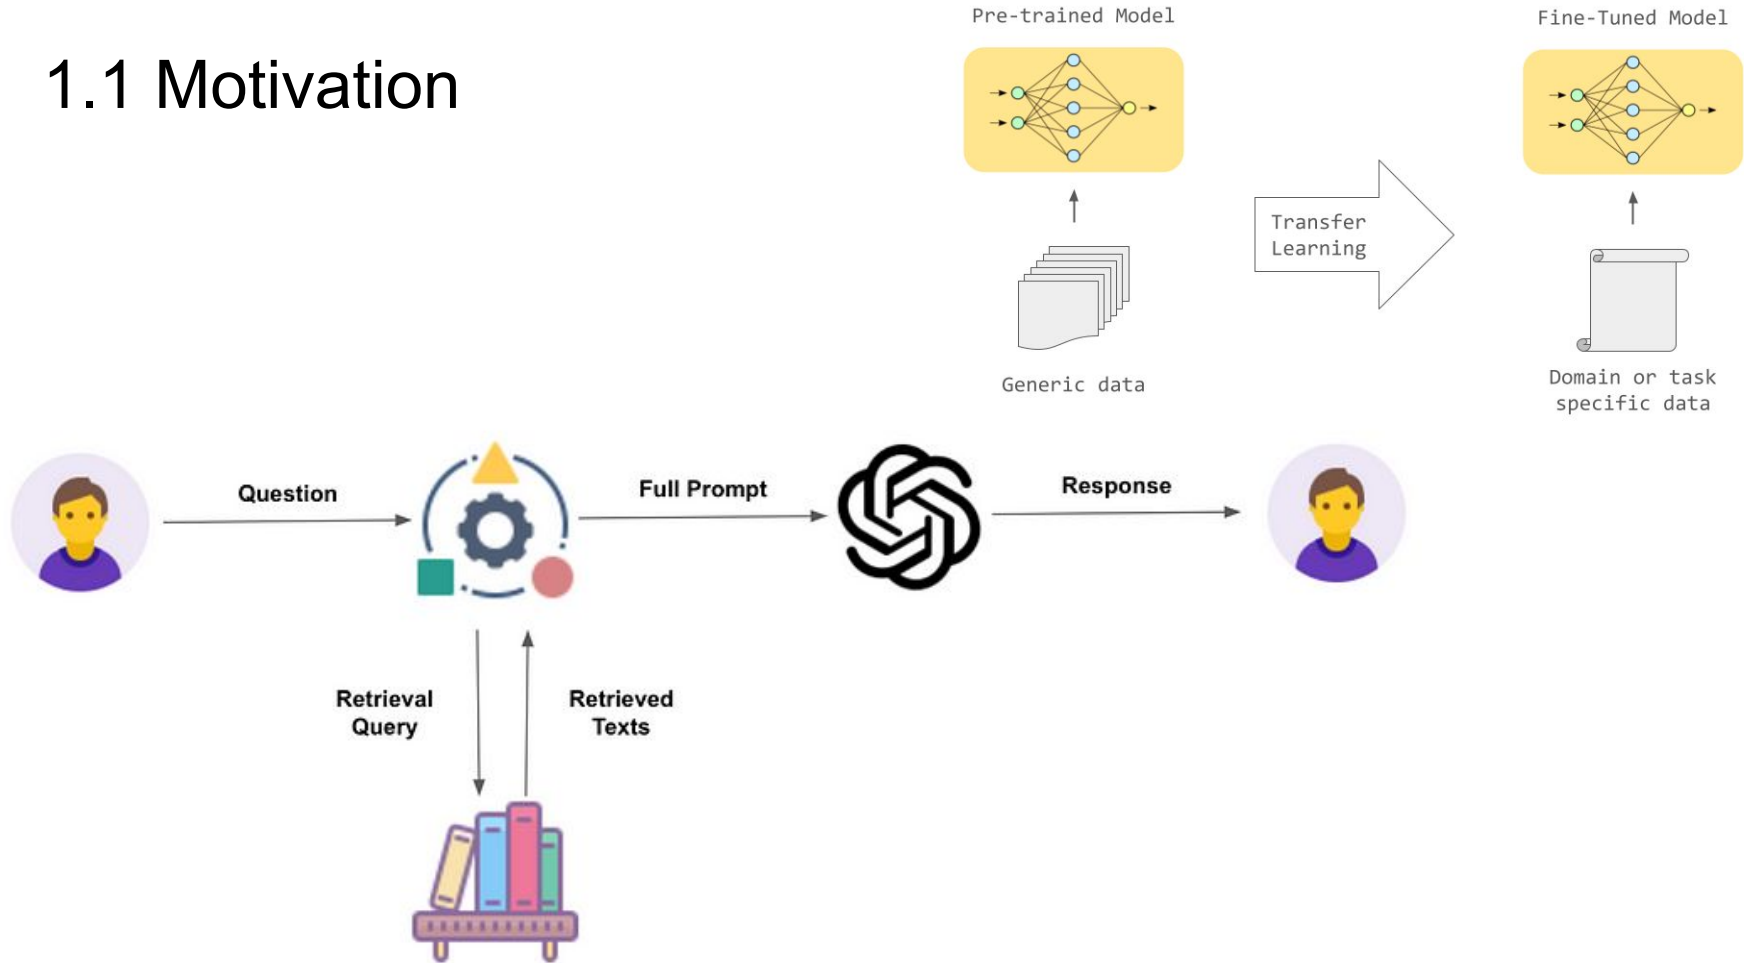 1.1 Motivation
Pre-trained Model
Fine-Tuned Model
Transfer
Learning
Generic data
Domain or task
specific data
Question
Full Prompt
Response
Retrieval
Query
Retrieved
Texts